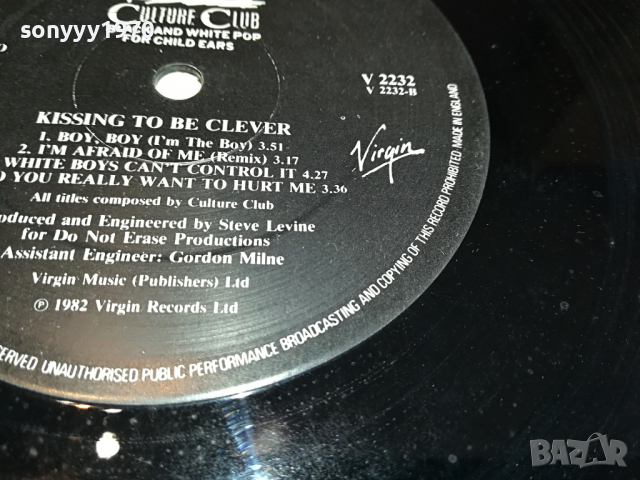 sonyyy1970
CULTURE CLUB
AND WHITE POP
FOR CHILD EARS
V 2232
V 2232-B
KISSING TO BE CLEVER
1. BOY, BOY (I'm The Boy) 3.51
2. I'M AFRAID OF ME (Remix) 3.17
WHITE BOYS CAN'T CONTROL IT 4.27
YOU REALLY WANT TO HURT ME 3.36
All titles composed by Culture Club
and Engineered by Steve Levine
for Do Not Erase Productions
Assistant Engineer: Gordon Milne
Virgin Music (Publishers) Ltd
℗ 1982 Virgin Records Ltd
Virgin
UNAUTHORISED PUBLIC PERFORMANCE BROADCASTING AND COPYING OF THIS RECORD PROHIBITED MADE IN ENGLAND
BAZAR